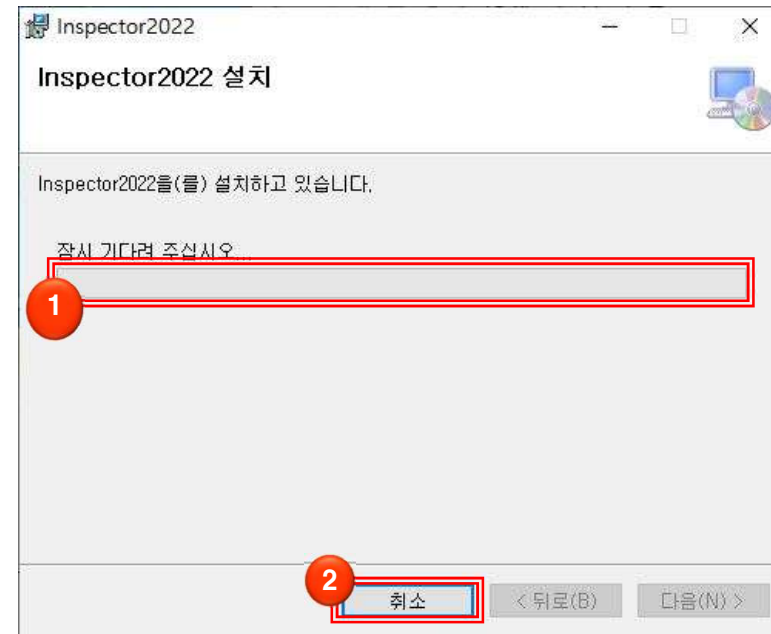 Inspector2022
Inspector2022 설치
Inspector2022을(를) 설치하고 있습니다.
잠시 기다려 주십시오...
1
2
취소
< 뒤로(B)
다음(N) >